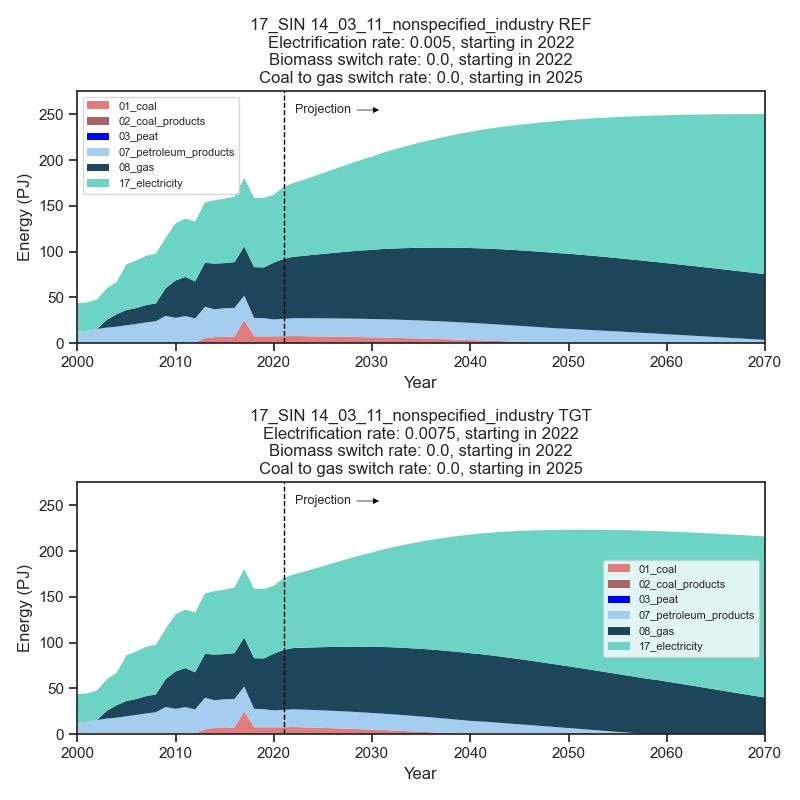 17_SIN 14_03_11_nonspecified_industry REF
Electrification rate: 0.005, starting in 2022
Biomass switch rate: 0.0, starting in 2022
Coal to gas switch rate: 0.0, starting in 2025
Projection
01_coal
02_coal_products
03_peat
07_petroleum_products
08_gas
17_electricity
Energy (PJ)
250
200
150
100
50
0
2000 2010 2020 2030 2040 2050 2060 2070
Year
17_SIN 14_03_11_nonspecified_industry TGT
Electrification rate: 0.0075, starting in 2022
Biomass switch rate: 0.0, starting in 2022
Coal to gas switch rate: 0.0, starting in 2025
Projection
01_coal
02_coal_products
03_peat
07_petroleum_products
08_gas
17_electricity
Energy (PJ)
250
200
150
100
50
0
2000 2010 2020 2030 2040 2050 2060 2070
Year